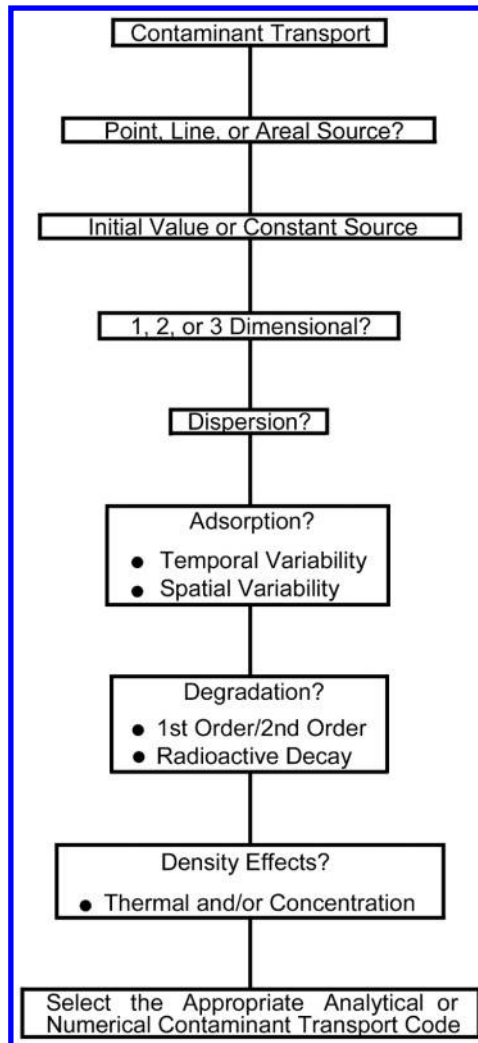 Contaminant Transport
Point, Line, or Areal Source?
Initial Value or Constant Source
1, 2, or 3 Dimensional?
Dispersion?
Adsorption?
● Temporal Variability
● Spatial Variability
Degradation?
● 1st Order/2nd Order
● Radioactive Decay
Density Effects?
● Thermal and/or Concentration
Select the Appropriate Analytical or
Numerical Contaminant Transport Code